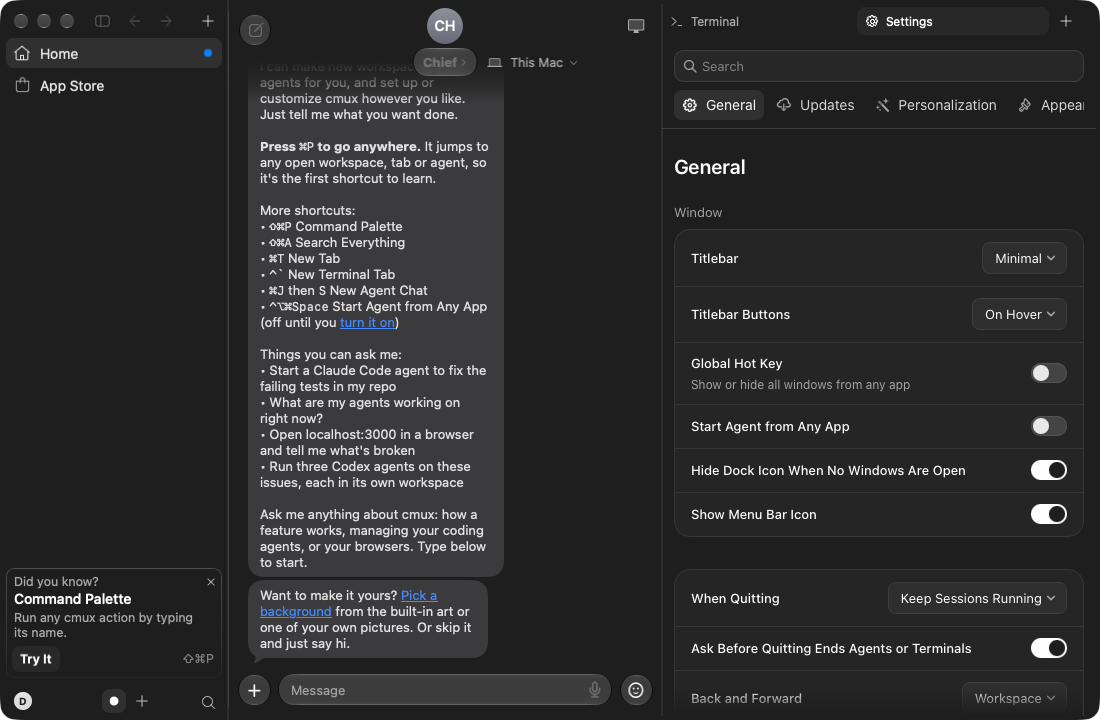 Home
App Store
Did you know?
Command Palette
Run any cmux action by typing
its name.
Try It
⇧⌘P
D
CH
Chief ›
This Mac
I can make new workspac
agents for you, and set up or
customize cmux however you like.
Just tell me what you want done.
Press ⌘P to go anywhere. It jumps to
any open workspace, tab or agent, so
it's the first shortcut to learn.
More shortcuts:
• ⇧⌘P Command Palette
• ⇧⌘A Search Everything
• ⌘T New Tab
• ^` New Terminal Tab
• ⌘J then S New Agent Chat
• ^⌥⌘Space Start Agent from Any App
(off until you turn it on)
Things you can ask me:
• Start a Claude Code agent to fix the
failing tests in my repo
• What are my agents working on
right now?
• Open localhost:3000 in a browser
and tell me what's broken
• Run three Codex agents on these
issues, each in its own workspace
Ask me anything about cmux: how a
feature works, managing your coding
agents, or your browsers. Type below
to start.
Want to make it yours? Pick a
background from the built-in art or
one of your own pictures. Or skip it
and just say hi.
Message
Terminal
Settings
Search
General
Updates
Personalization
Appear
General
Window
Titlebar
Minimal
Titlebar Buttons
On Hover
Global Hot Key
Show or hide all windows from any app
Start Agent from Any App
Hide Dock Icon When No Windows Are Open
Show Menu Bar Icon
When Quitting
Keep Sessions Running
Ask Before Quitting Ends Agents or Terminals
Back and Forward
Workspace